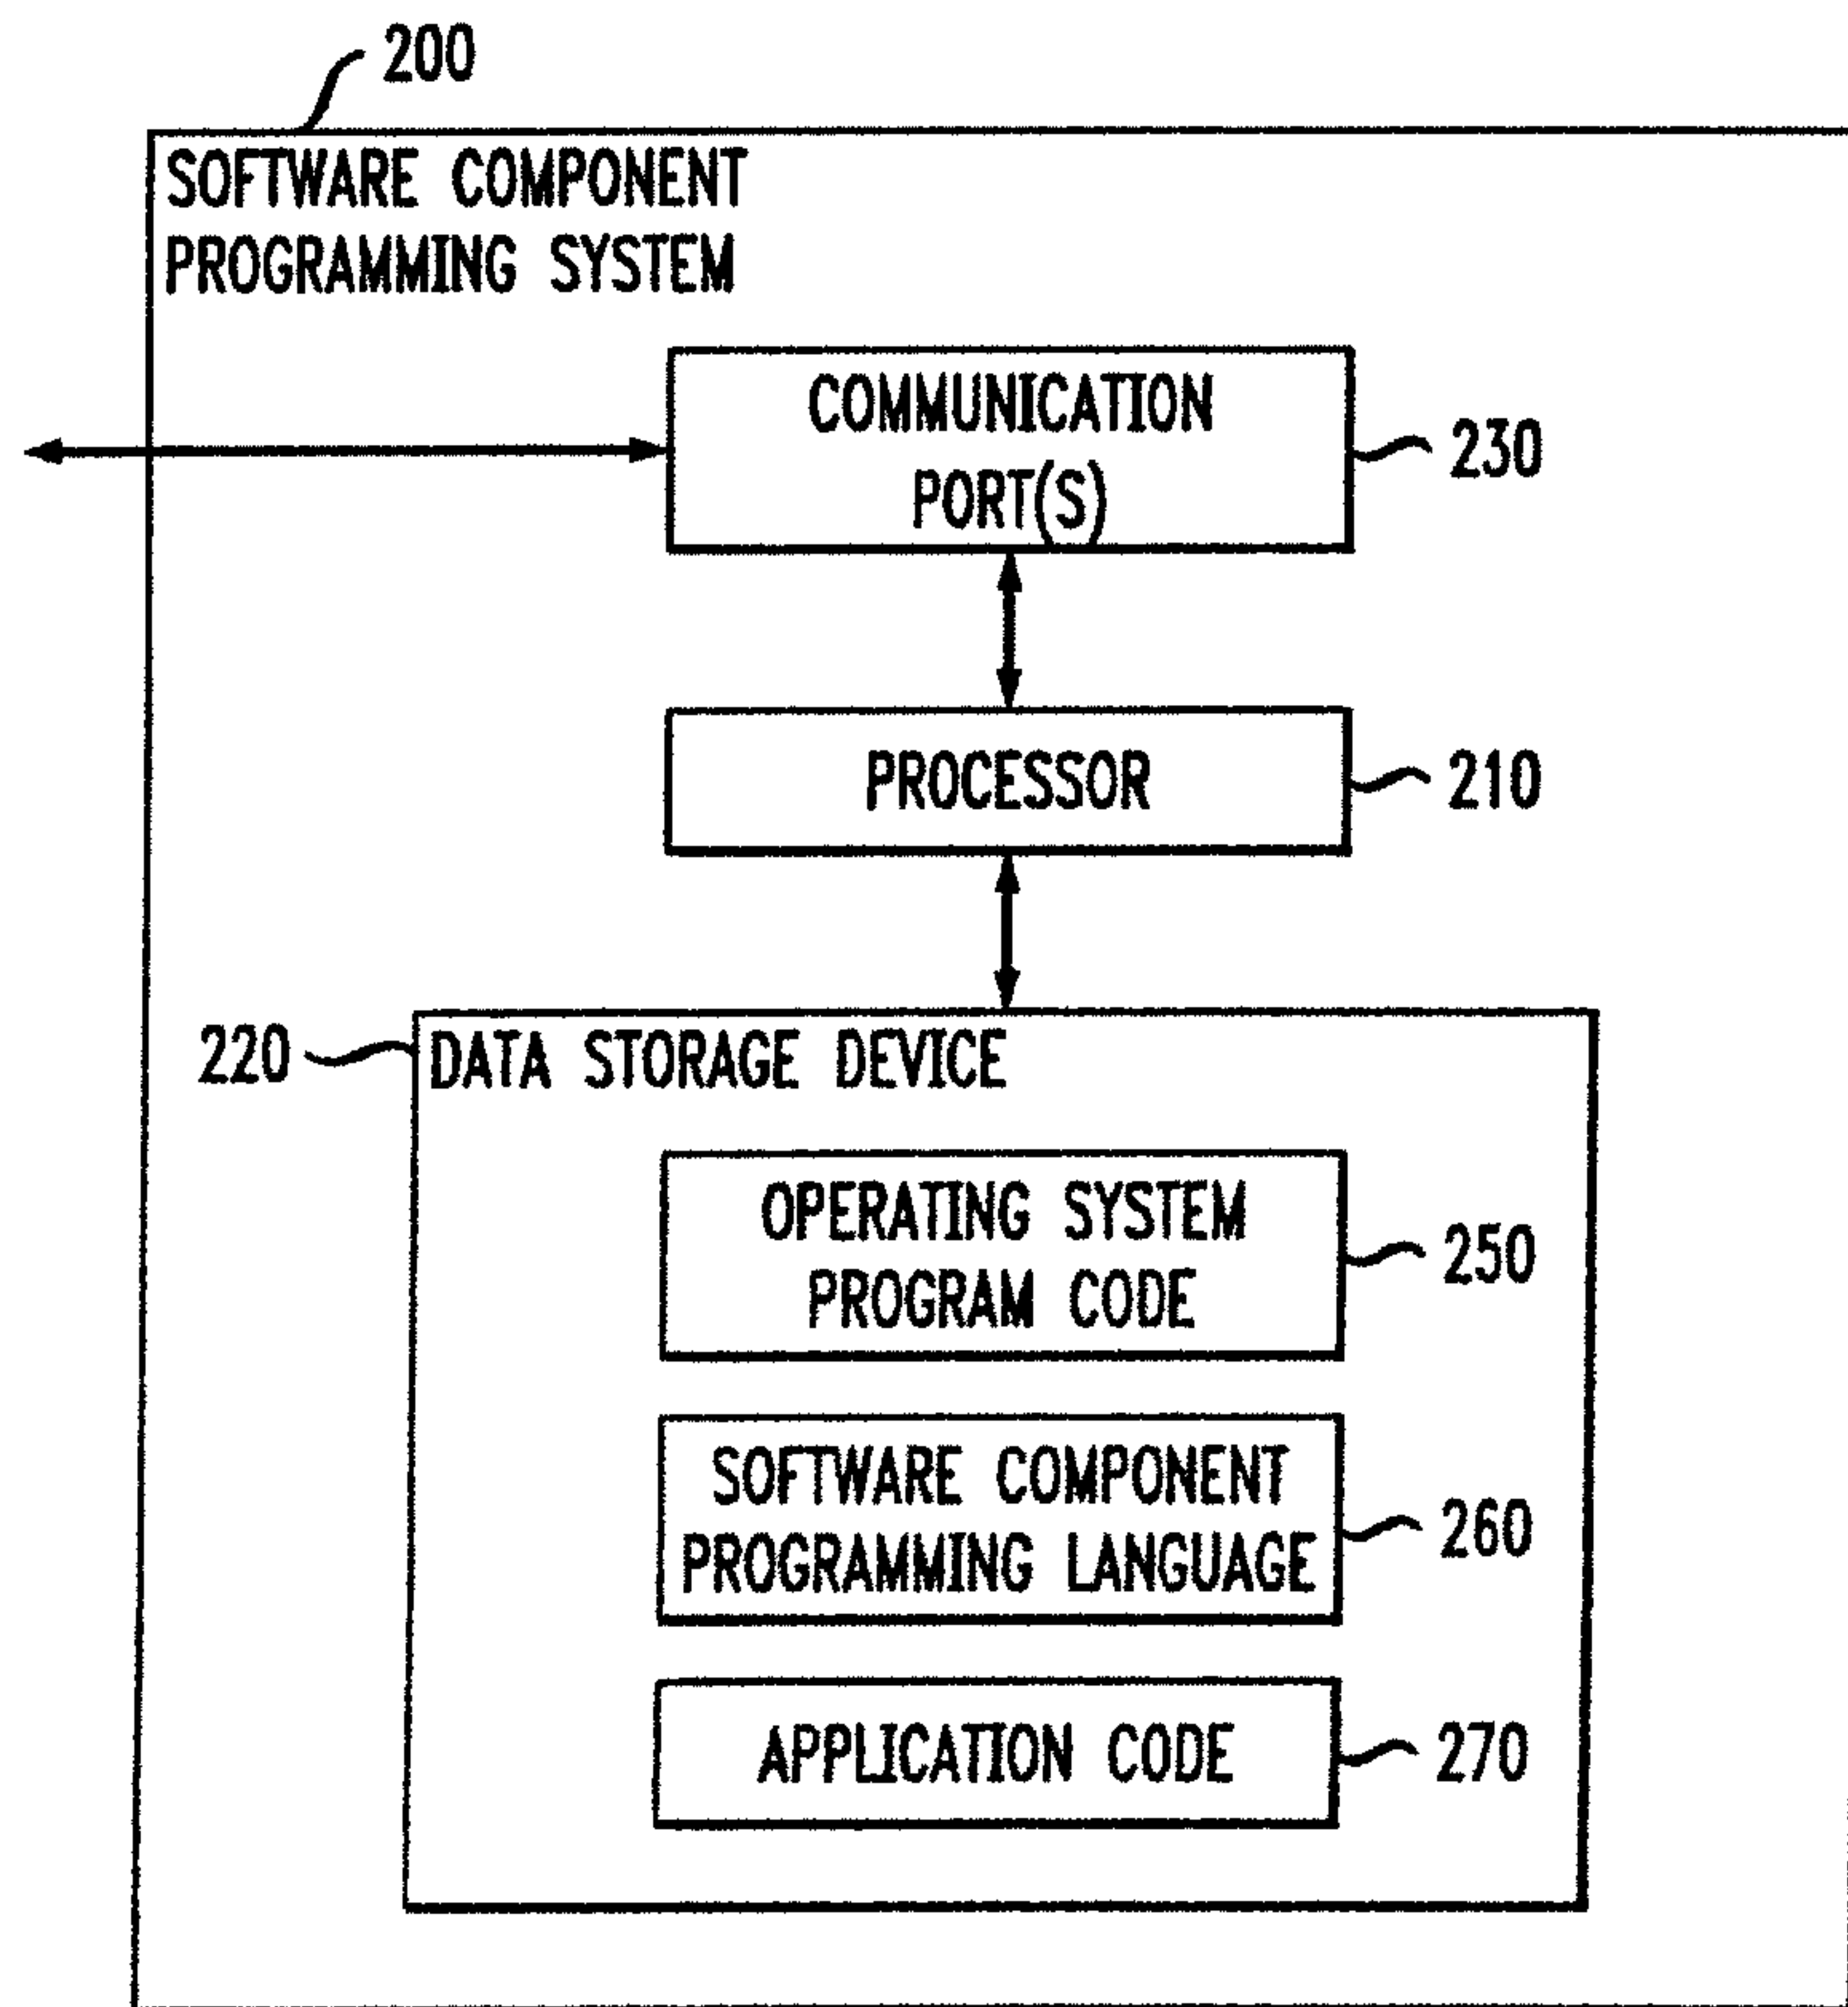 200
SOFTWARE COMPONENT
PROGRAMMING SYSTEM
COMMUNICATION
PORT(S)
230
PROCESSOR
210
220
DATA STORAGE DEVICE
OPERATING SYSTEM
PROGRAM CODE
250
SOFTWARE COMPONENT
PROGRAMMING LANGUAGE
260
APPLICATION CODE
270